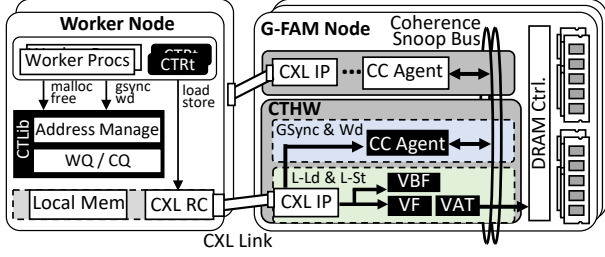 Worker Node
Worker Procs
CTRt
CTRt
malloc
free
gsync
wd
load
store
CTLib
Address Manage
WQ / CQ
Local Mem
CXL RC
CXL Link
G-FAM Node
Coherence
Snoop Bus
CXL IP
CC Agent
CTHW
GSync & Wd
CC Agent
L-Ld & L-St
CXL IP
VBF
VF
VAT
DRAM Ctrl.